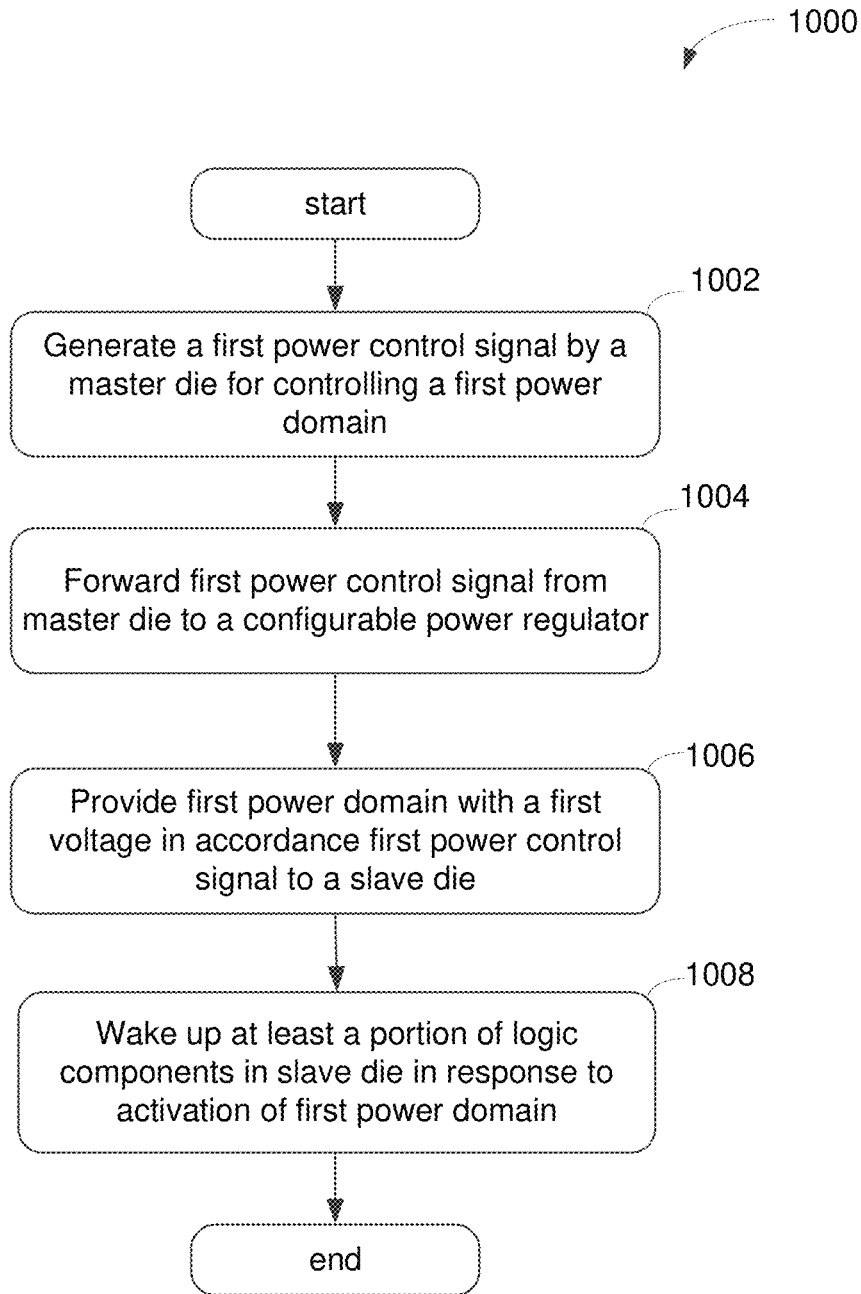 1000
start
1002
Generate a first power control signal by a
master die for controlling a first power
domain
1004
Forward first power control signal from
master die to a configurable power regulator
1006
Provide first power domain with a first
voltage in accordance first power control
signal to a slave die
1008
Wake up at least a portion of logic
components in slave die in response to
activation of first power domain
end